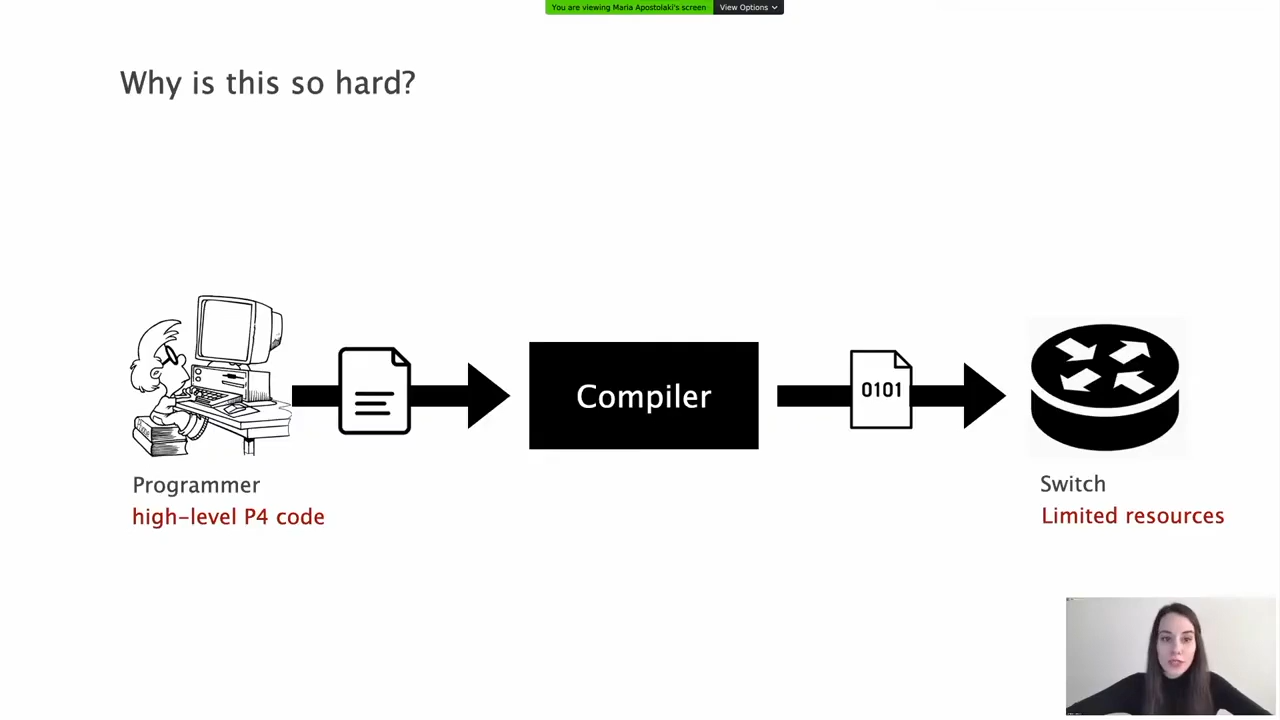 You are viewing Maria Apostolaki's screen View Options
Why is this so hard?
Compiler
0101
Programmer
high-level P4 code
Switch
Limited resources